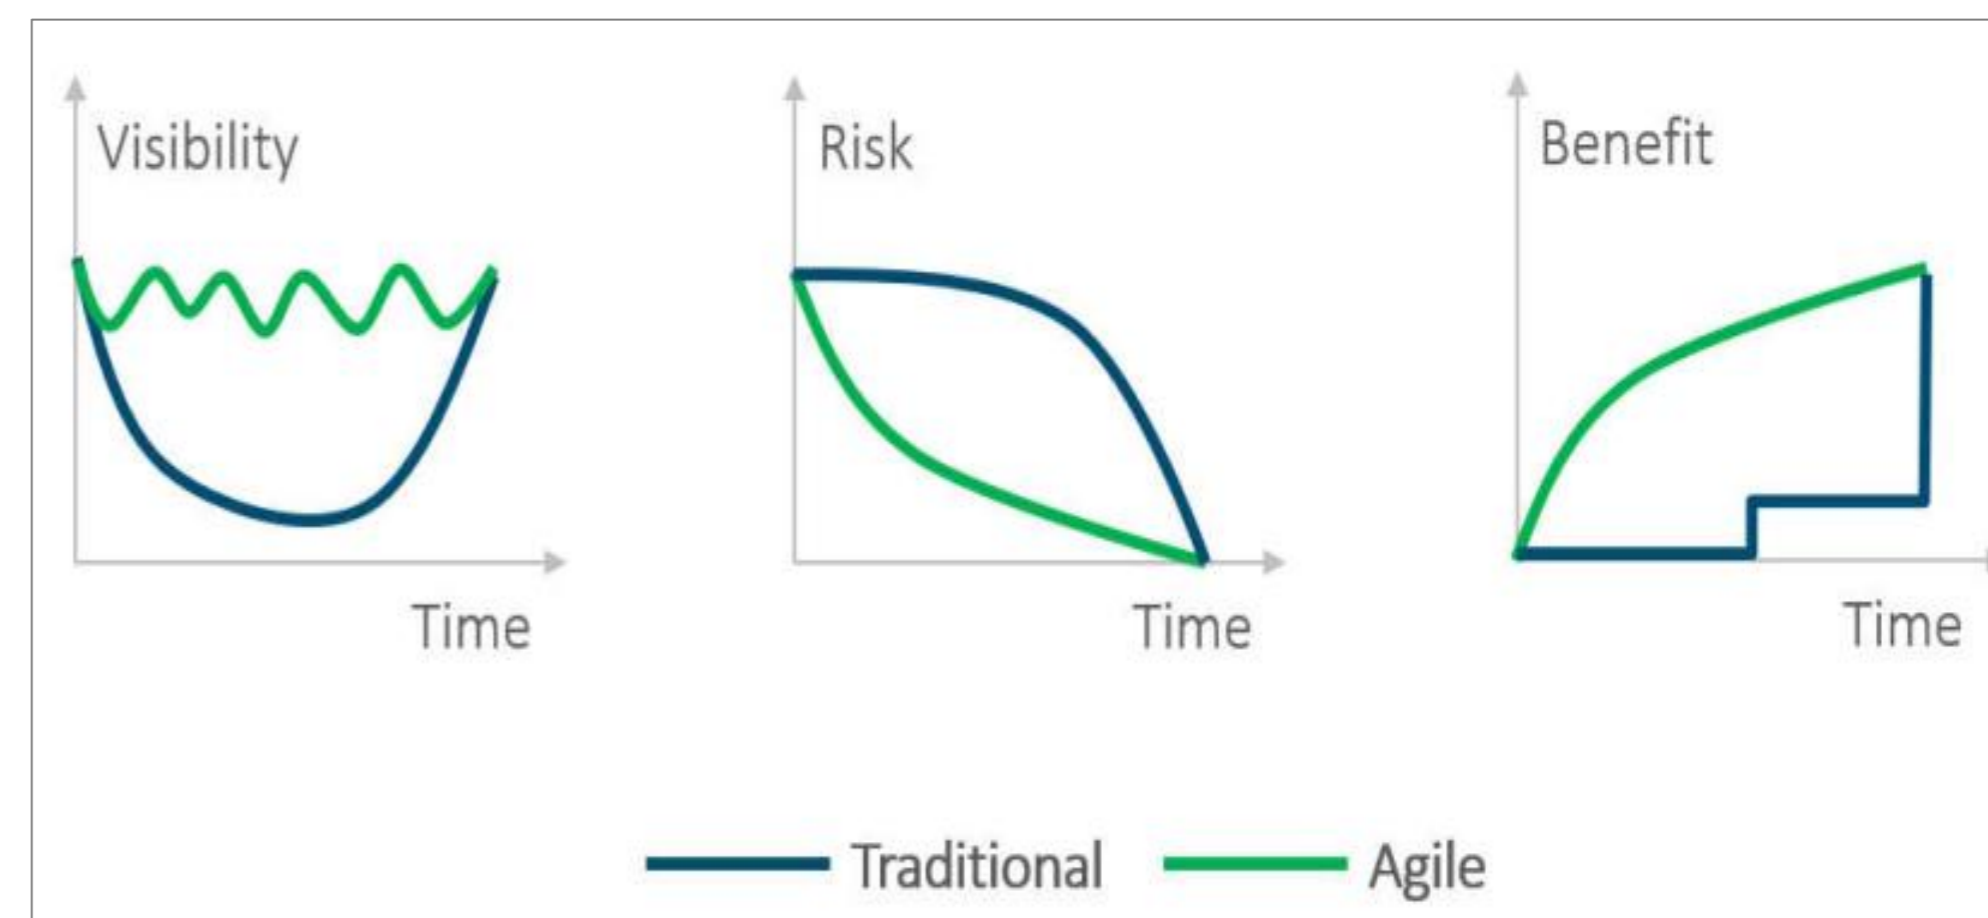 Visibility
Risk
Benefit
Time
Time
Time
Traditional
Agile